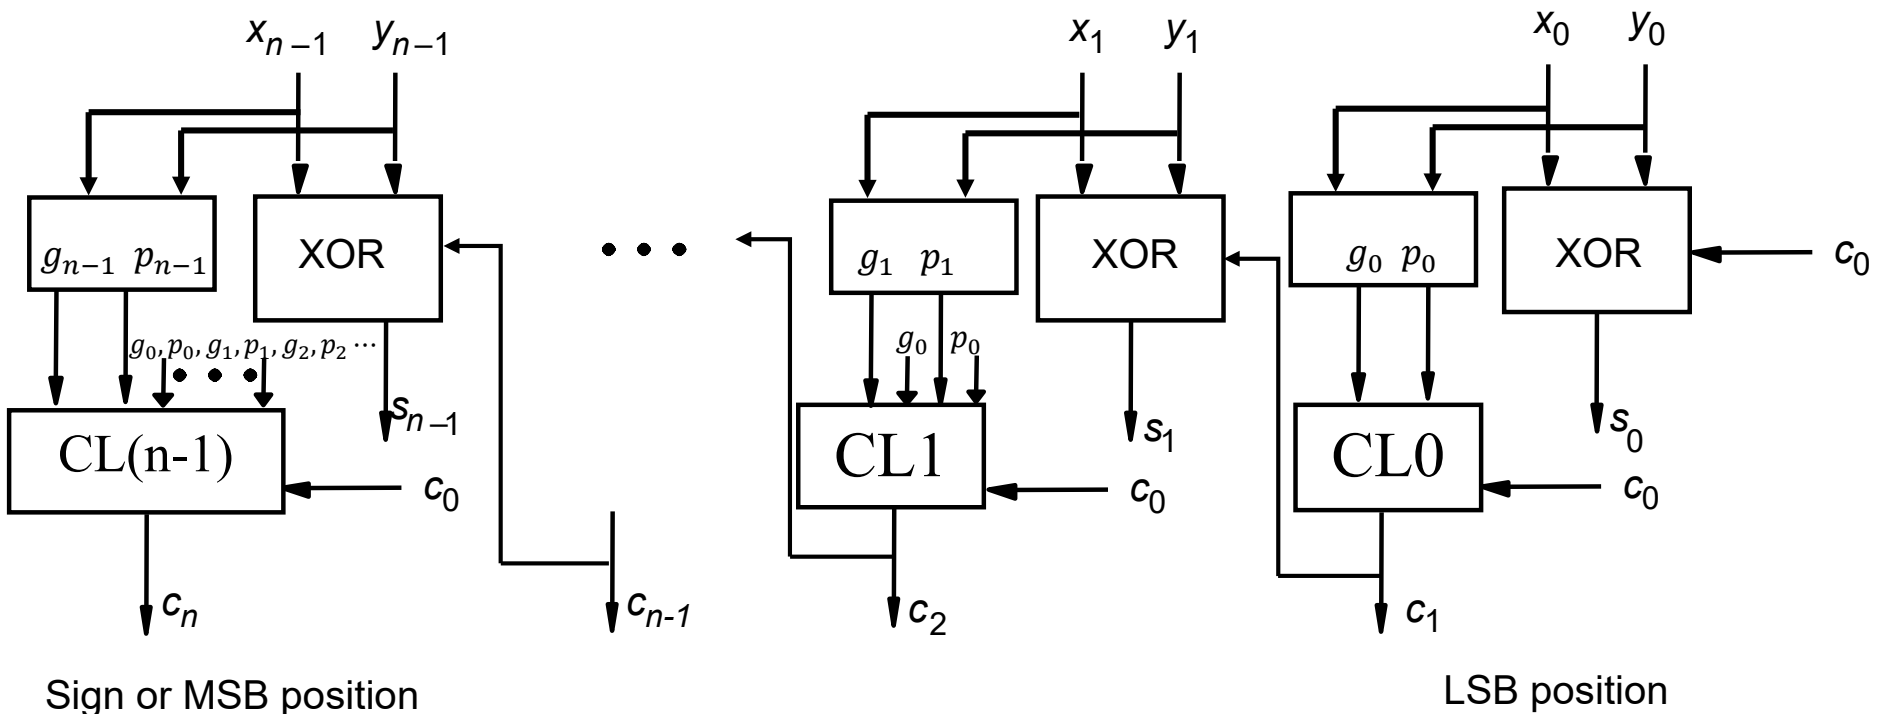 xₙ₋₁ yₙ₋₁ x₁ y₁ x₀ y₀
gₙ₋₁ pₙ₋₁ XOR • • • g₁ p₁ XOR g₀ p₀ XOR c₀
g₀, p₀, g₁, p₁, g₂, p₂ ⋯ g₀ p₀
• • •
sₙ₋₁ s₁ s₀
CL(n-1) CL1 CL0
c₀ c₀ c₀
cₙ cₙ₋₁ c₂ c₁
Sign or MSB position LSB position